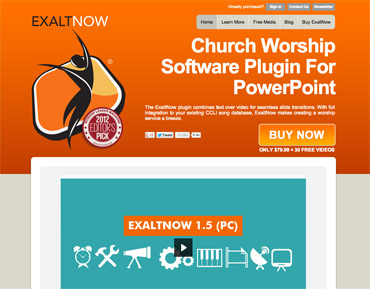 Already purchased? Sign In Contact Us Newsletter
EXALTNOW
Home Learn More Free Media Blog Buy ExaltNow
Church Worship
Software Plugin For
PowerPoint
The ExaltNow plugin combines text over video for seamless slide transitions. With full
integration to your existing CCLI song database, ExaltNow makes creating a worship
service a breeze.
Tweet
BUY NOW
ONLY $79.99 + 30 FREE VIDEOS
2012
EDITORS
PICK
EXALTNOW 1.5 (PC)